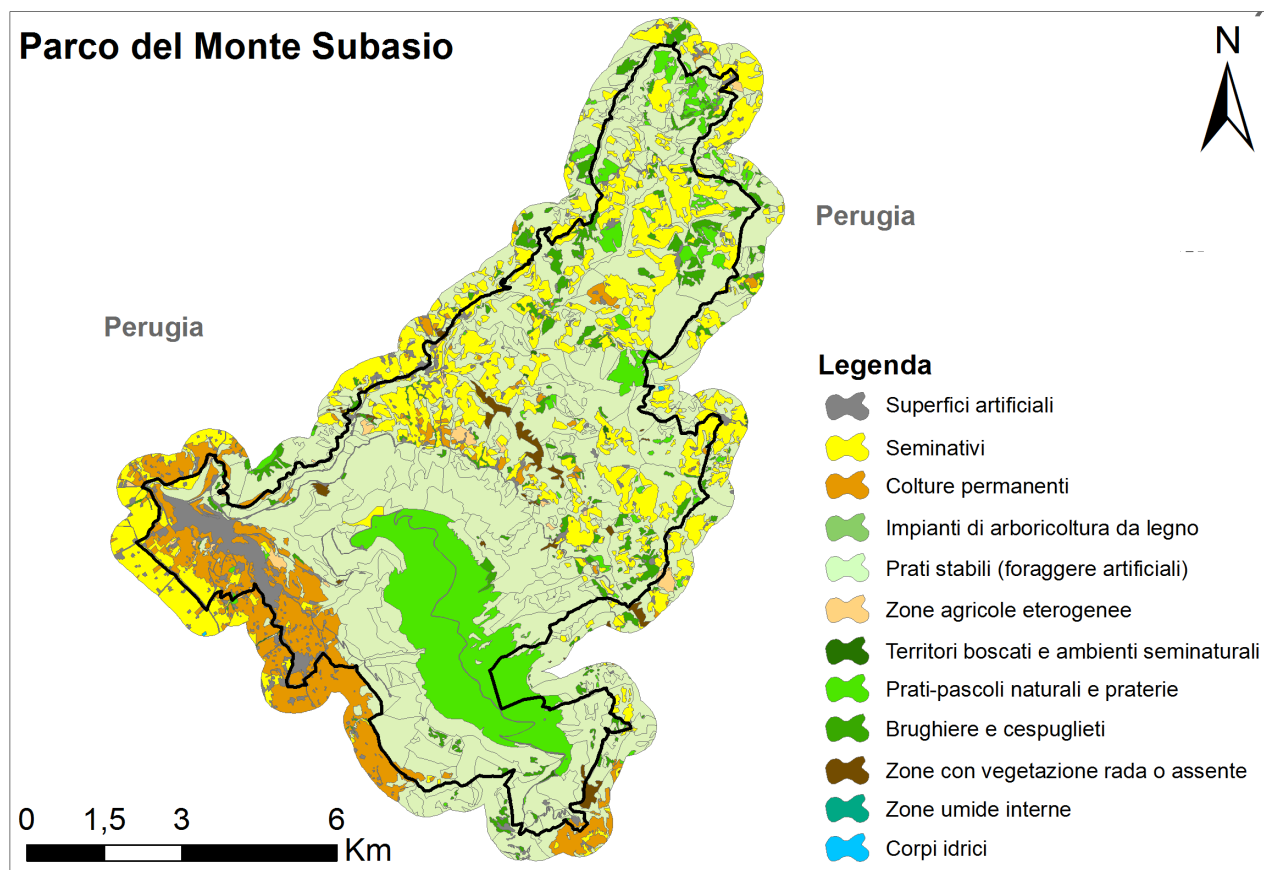 Parco del Monte Subasio
N
Perugia
Perugia
Legenda
Superfici artificiali
Seminativi
Colture permanenti
Impianti di arboricoltura da legno
Prati stabili (foraggere artificiali)
Zone agricole eterogenee
Territori boscati e ambienti seminaturali
Prati-pascoli naturali e praterie
Brughiere e cespuglieti
Zone con vegetazione rada o assente
Zone umide interne
Corpi idrici
0 1,5 3 6
Km